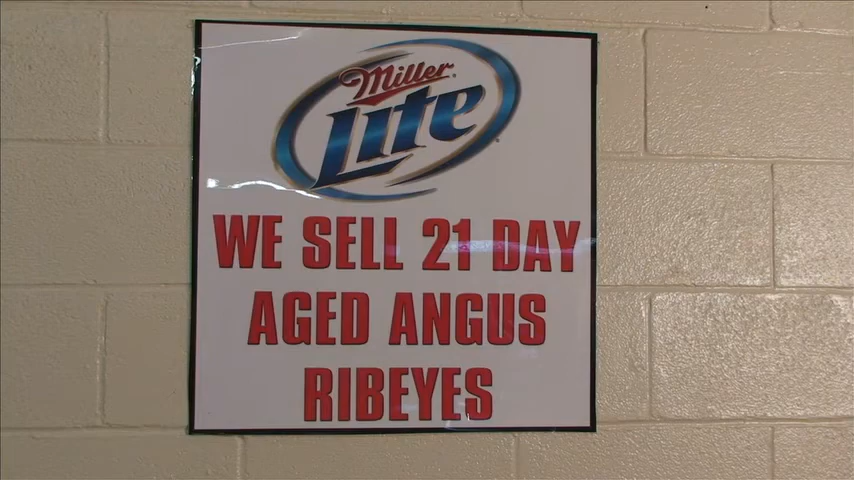 Miller
Lite
WE SELL 21 DAY
AGED ANGUS
RIBEYES